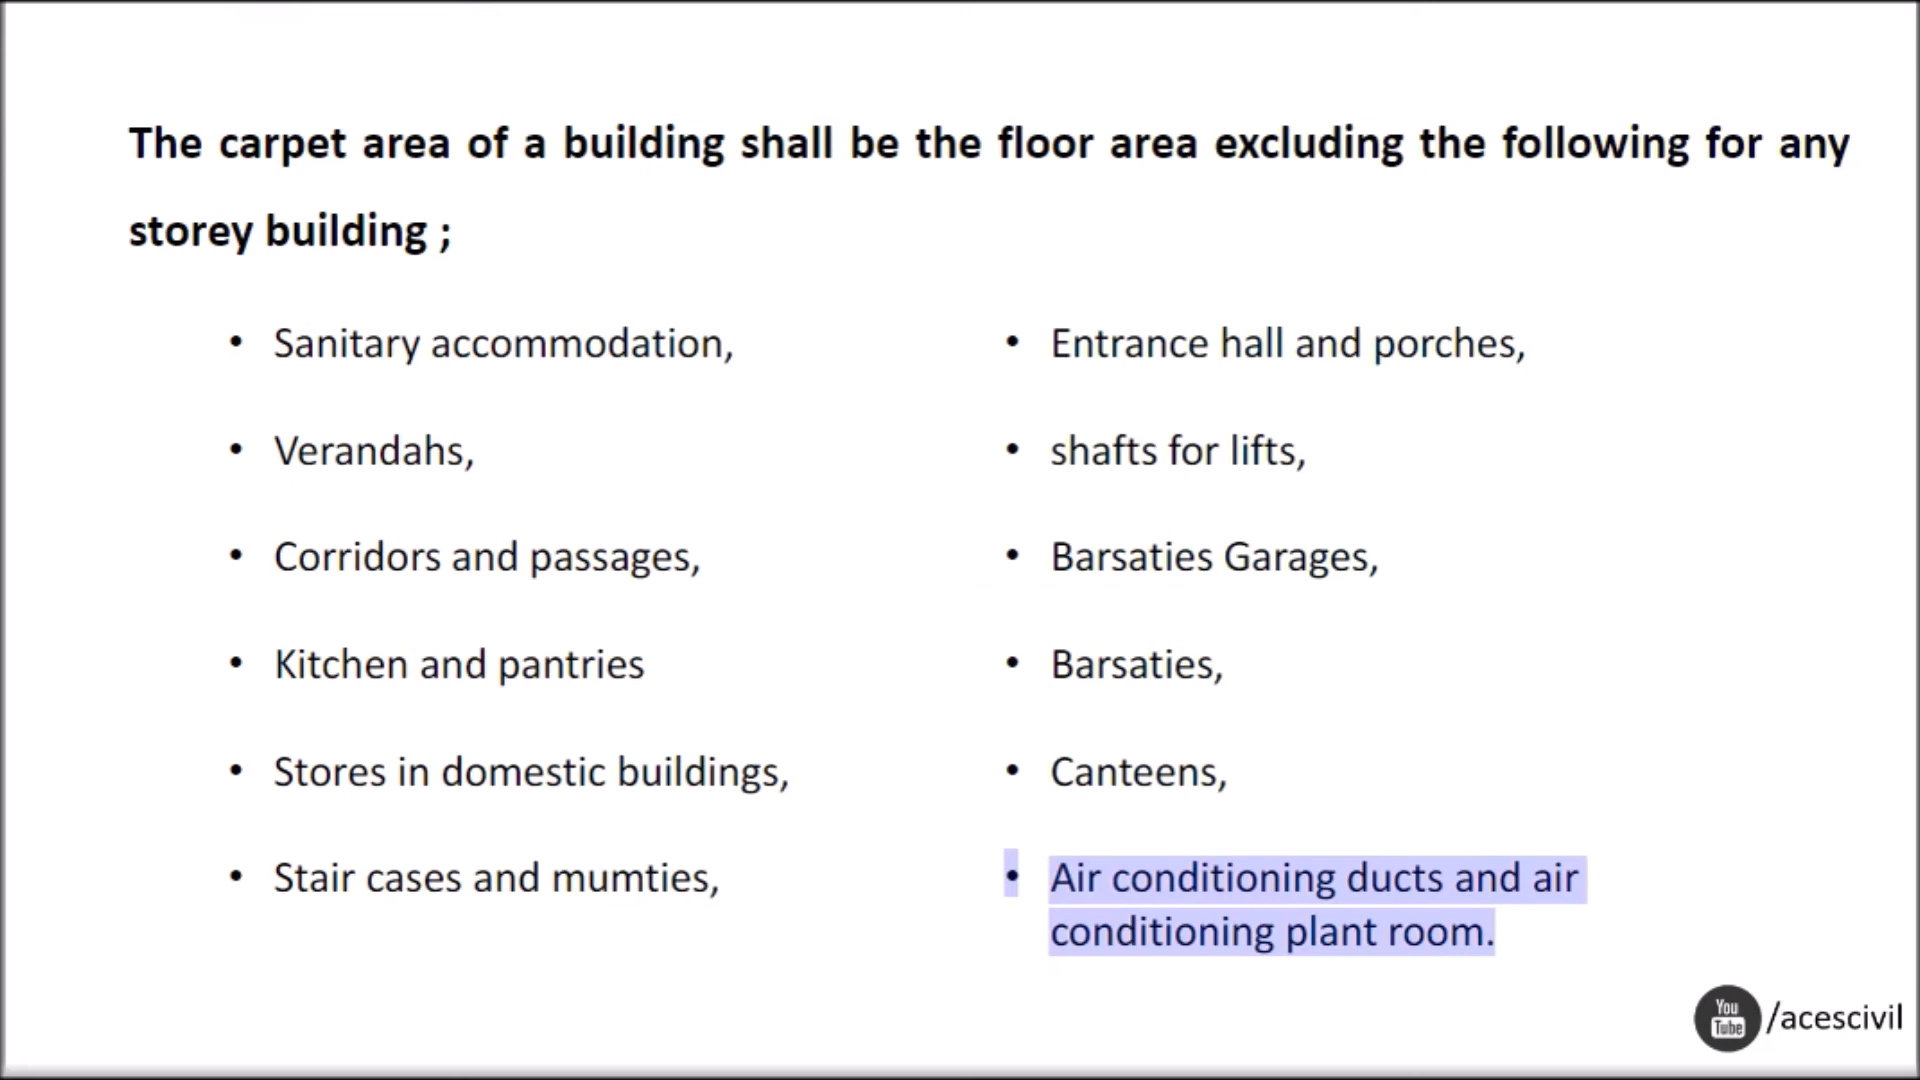 The carpet area of a building shall be the floor area excluding the following for any
storey building ;
• Sanitary accommodation,
• Verandahs,
• Corridors and passages,
• Kitchen and pantries
• Stores in domestic buildings,
• Stair cases and mumties,
• Entrance hall and porches,
• shafts for lifts,
• Barsaties Garages,
• Barsaties,
• Canteens,
• Air conditioning ducts and air
conditioning plant room.
You
Tube
/acescivil